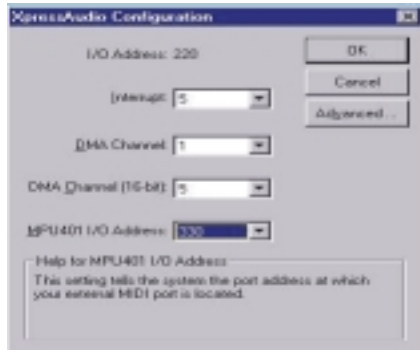 XpressAudio Configuration
I/O Address: 220
OK
Interrupt: 5
Cancel
Advanced...
DMA Channel: 1
DMA Channel (16-bit): 5
MPU401 I/O Address: 330
Help for MPU401 I/O Address
This setting tells the system the port address at which
your external MIDI port is located.